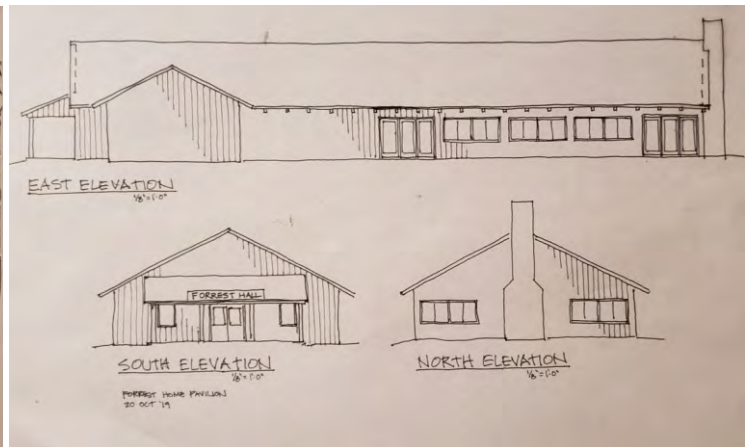 EAST ELEVATION
1/8"=1'-0"
FORREST HALL
SOUTH ELEVATION
1/8"=1'-0"
FORREST HOME PAVILION
20 OCT '19
NORTH ELEVATION
1/8"=1'-0"